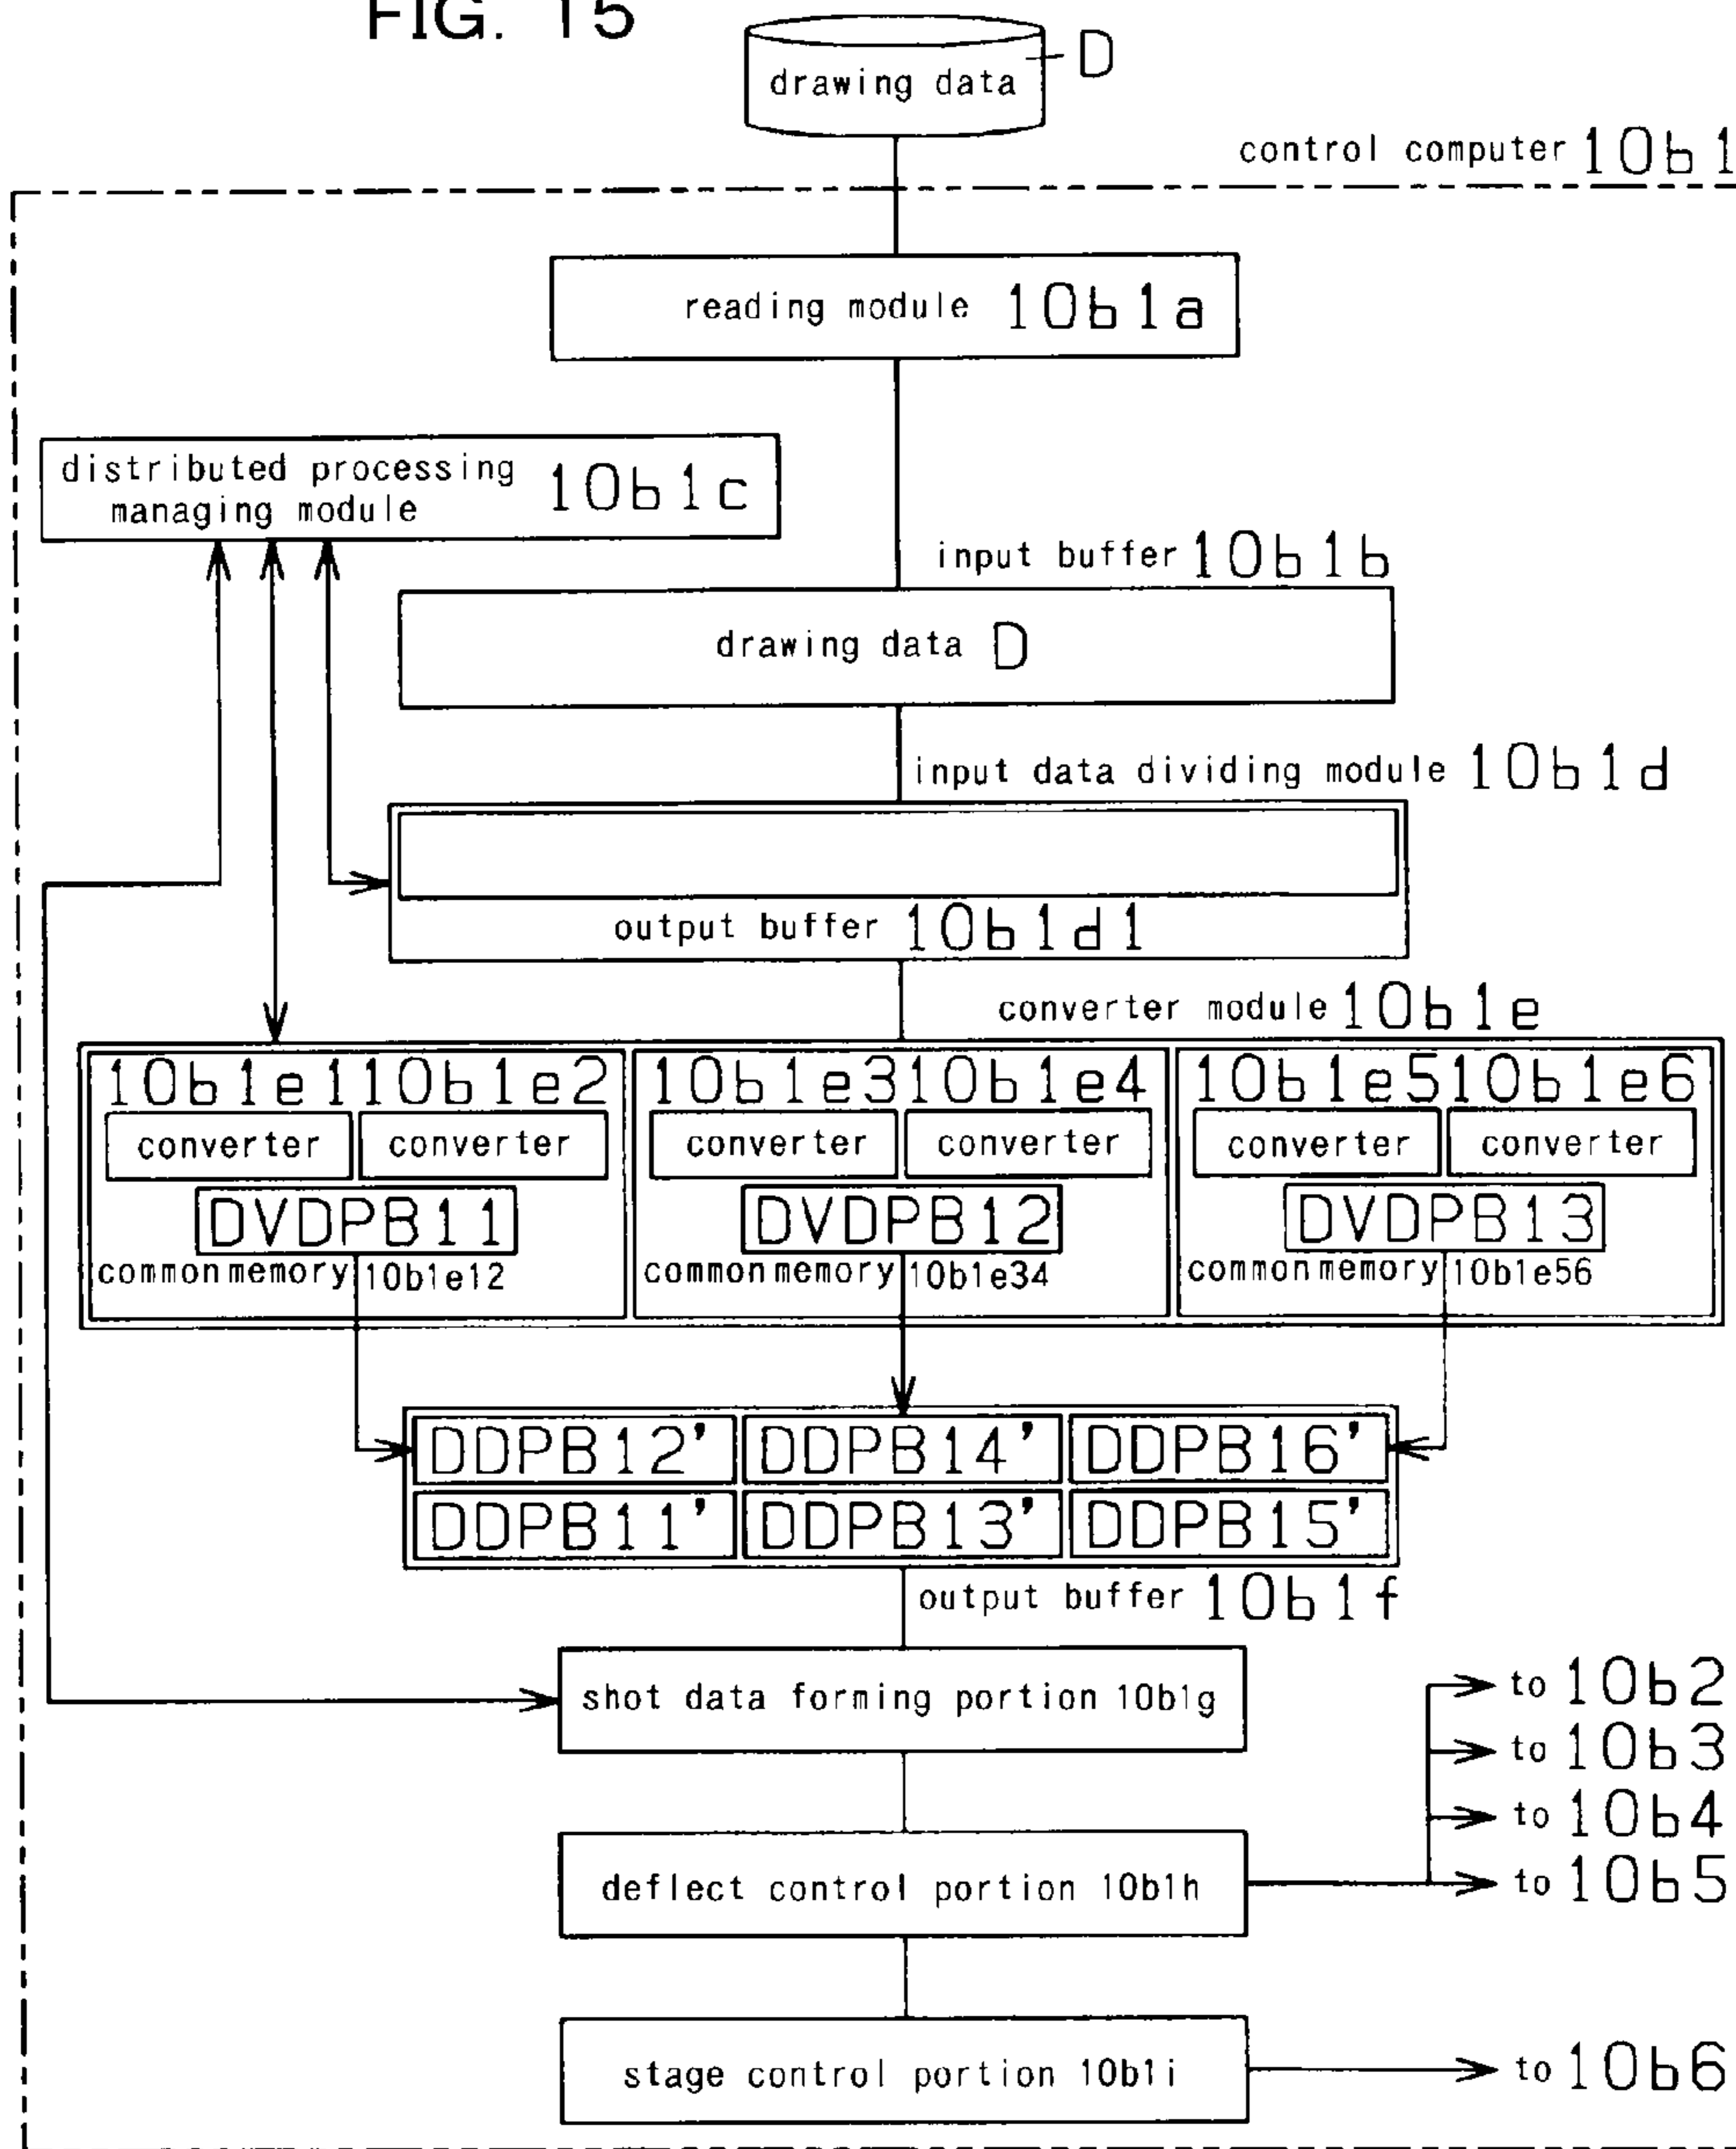 FIG. 15
drawing data
D
control computer 10b1
reading module 10b1a
distributed processing
managing module 10b1c
input buffer 10b1b
drawing data D
input data dividing module 10b1d
output buffer 10b1d1
converter module 10b1e
10b1e1 10b1e2 10b1e3 10b1e4 10b1e5 10b1e6
converter converter converter converter converter converter
DVDPB11 DVDPB12 DVDPB13
common memory 10b1e12 common memory 10b1e34 common memory 10b1e56
DDPB12' DDPB14' DDPB16'
DDPB11' DDPB13' DDPB15'
output buffer 10b1f
shot data forming portion 10b1g
to 10b2
to 10b3
to 10b4
deflect control portion 10b1h
to 10b5
stage control portion 10b1i
to 10b6